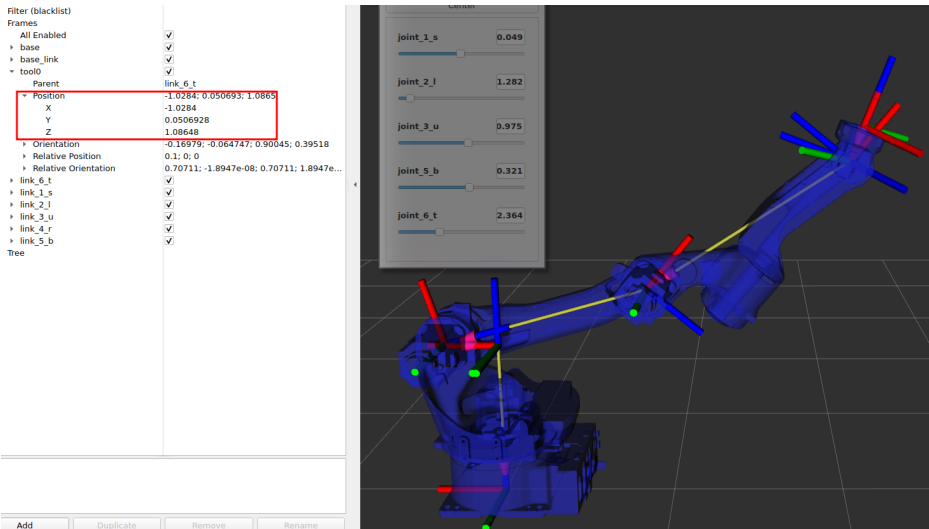 Filter (blacklist)
Frames
All Enabled
base
base_link
tool0
Parent link_6_t
Position -1.0284; 0.050693; 1.0865
X -1.0284
Y 0.0506928
Z 1.08648
Orientation -0.16979; -0.064747; 0.90045; 0.39518
Relative Position 0.1; 0; 0
Relative Orientation 0.70711; -1.8947e-08; 0.70711; 1.8947e...
link_6_t
link_1_s
link_2_l
link_3_u
link_4_r
link_5_b
Tree
Add Duplicate Remove Rename
Center
joint_1_s 0.049
joint_2_l 1.282
joint_3_u 0.975
joint_5_b 0.321
joint_6_t 2.364